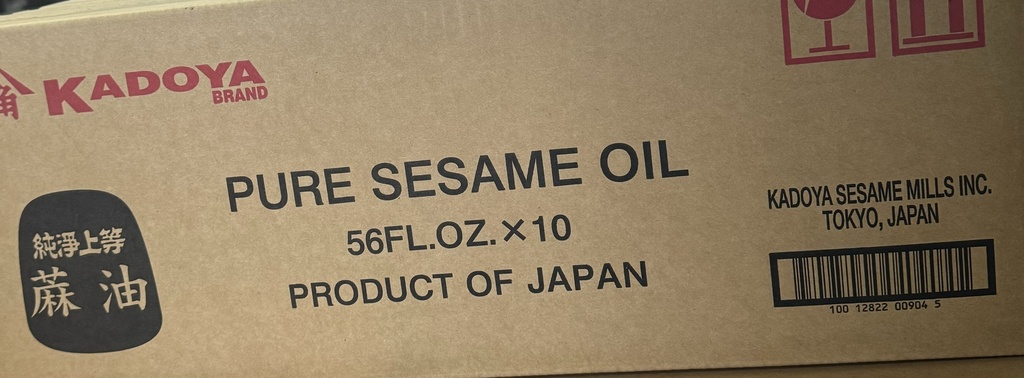 角
KADOYA
BRAND
PURE SESAME OIL
56FL.OZ.×10
PRODUCT OF JAPAN
純淨上等
蔴油
KADOYA SESAME MILLS INC.
TOKYO, JAPAN
100 12822 00904 5